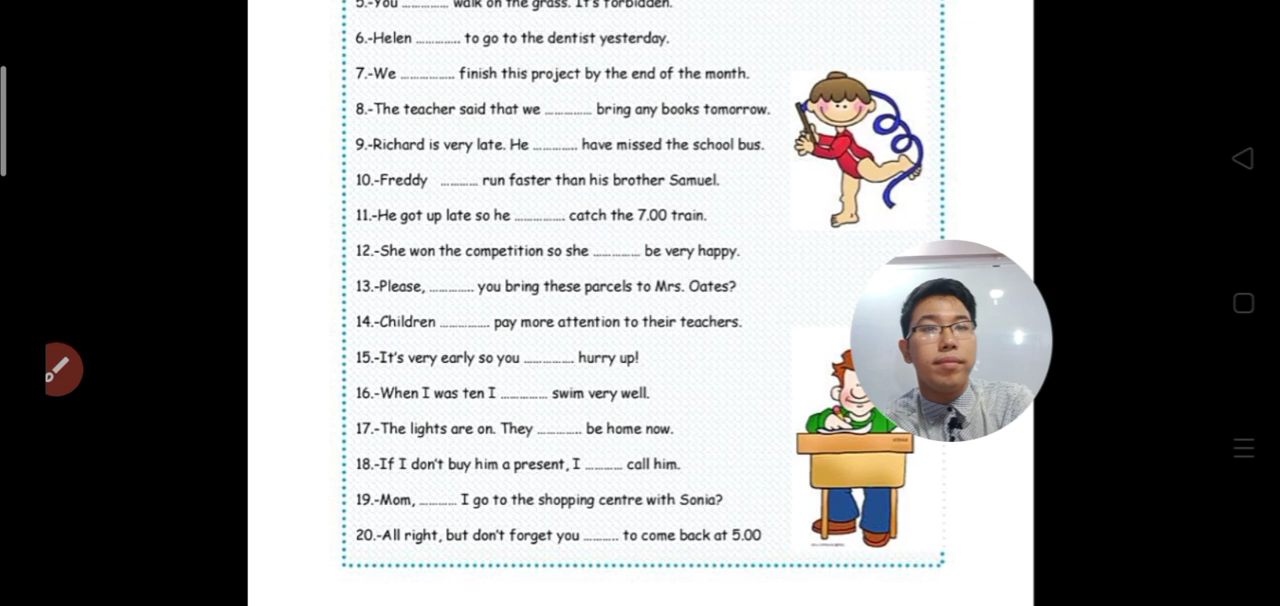 5.-You .............. walk on the grass. It's forbidden.
6.-Helen .............. to go to the dentist yesterday.
7.-We ................ finish this project by the end of the month.
8.-The teacher said that we .............. bring any books tomorrow.
9.-Richard is very late. He ............. have missed the school bus.
10.-Freddy ........... run faster than his brother Samuel.
11.-He got up late so he ............... catch the 7.00 train.
12.-She won the competition so she .............. be very happy.
13.-Please, ............. you bring these parcels to Mrs. Oates?
14.-Children ............... pay more attention to their teachers.
15.-It's very early so you ............... hurry up!
16.-When I was ten I .............. swim very well.
17.-The lights are on. They ............. be home now.
18.-If I don't buy him a present, I ........... call him.
19.-Mom, ........... I go to the shopping centre with Sonia?
20.-All right, but don't forget you .......... to come back at 5.00